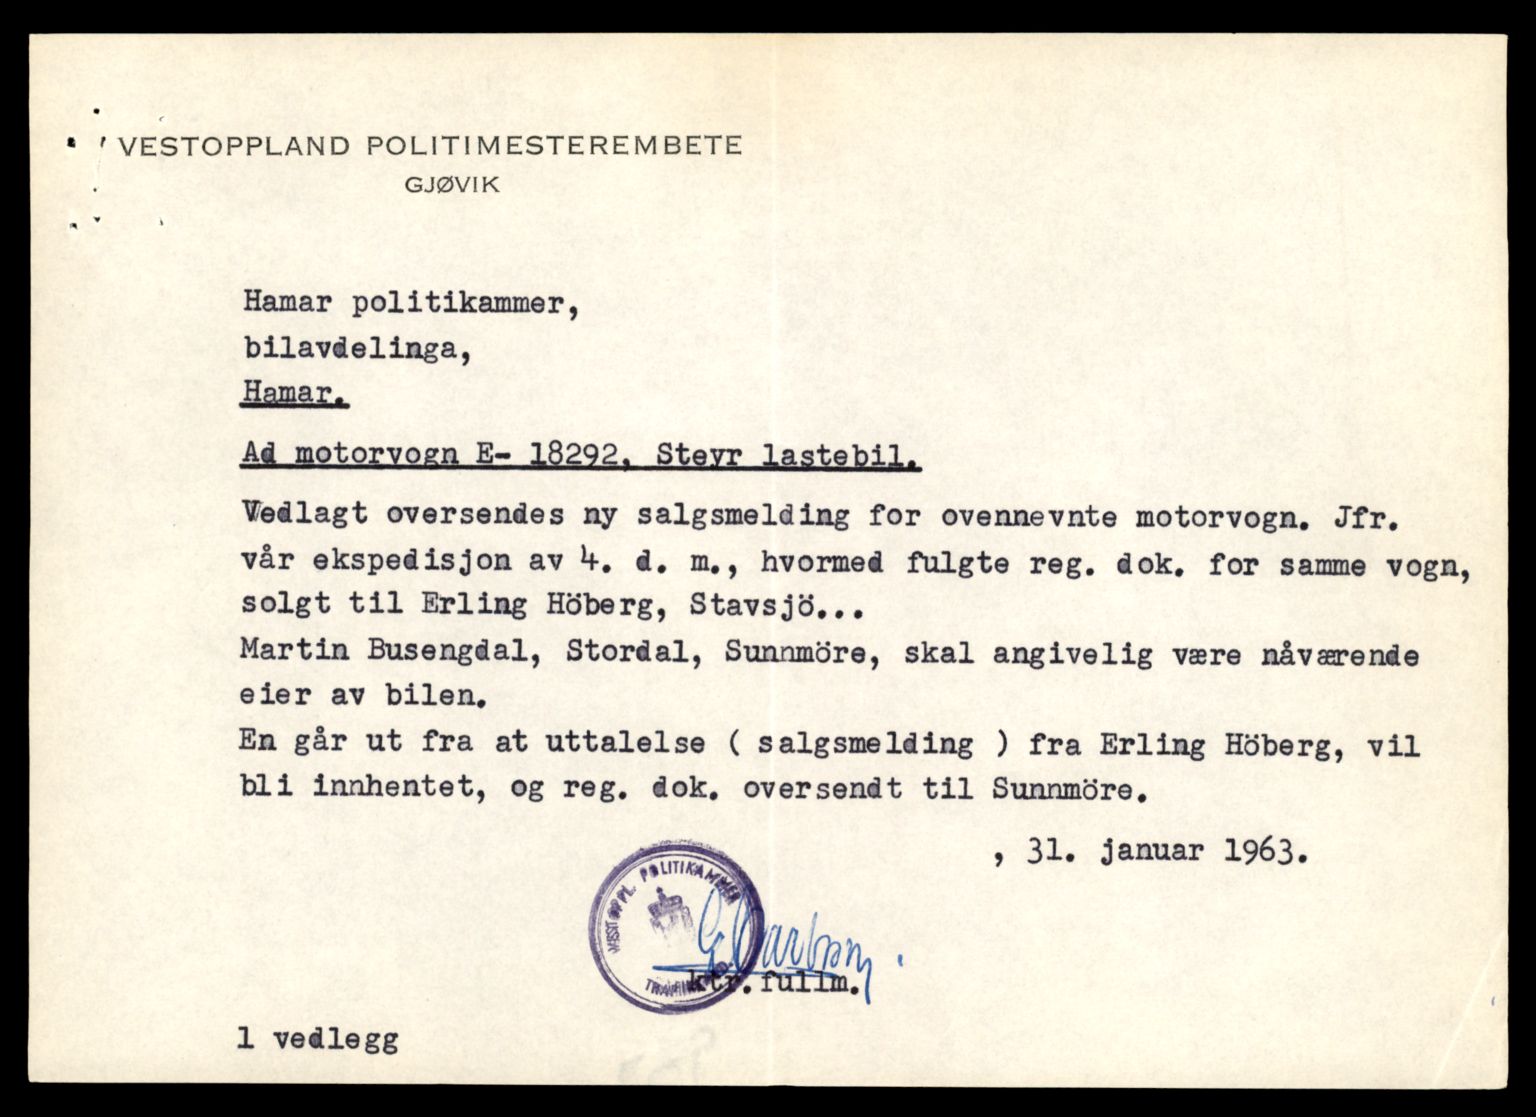 VESTOPPLAND POLITIMESTEREMBETE
GJØVIK
Hamar politikammer,
bilavdelinga,
Hamar.
Ad motorvogn E- 18292, Steyr lastebil.
Vedlagt oversendes ny salgsmelding for ovennevnte motorvogn. Jfr.
vår ekspedisjon av 4. d. m., hvormed fulgte reg. dok. for samme vogn,
solgt til Erling Höberg, Stavsjö...
Martin Busengdal, Stordal, Sunnmöre, skal angivelig være nåværende
eier av bilen.
En går ut fra at uttalelse ( salgsmelding ) fra Erling Höberg, vil
bli innhentet, og reg. dok. oversendt til Sunnmöre.
, 31. januar 1963.
VESTOPPL. POLITIKAMMER
ktr. fullm.
1 vedlegg